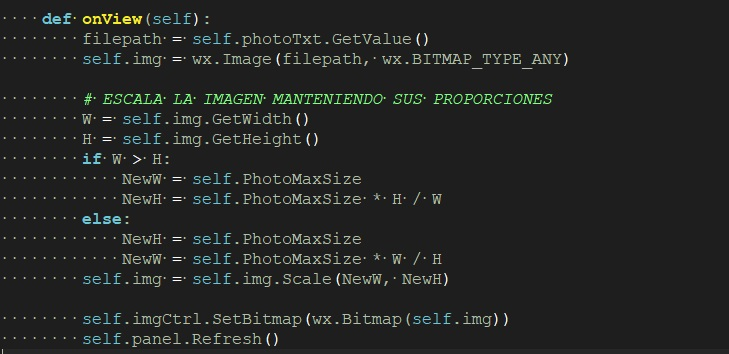 def onView(self):
filepath = self.photoTxt.GetValue()
self.img = wx.Image(filepath, wx.BITMAP_TYPE_ANY)
# ESCALA LA IMAGEN MANTENIENDO SUS PROPORCIONES
W = self.img.GetWidth()
H = self.img.GetHeight()
if W > H:
NewW = self.PhotoMaxSize
NewH = self.PhotoMaxSize * H / W
else:
NewH = self.PhotoMaxSize
NewW = self.PhotoMaxSize * W / H
self.img = self.img.Scale(NewW, NewH)
self.imgCtrl.SetBitmap(wx.Bitmap(self.img))
self.panel.Refresh()